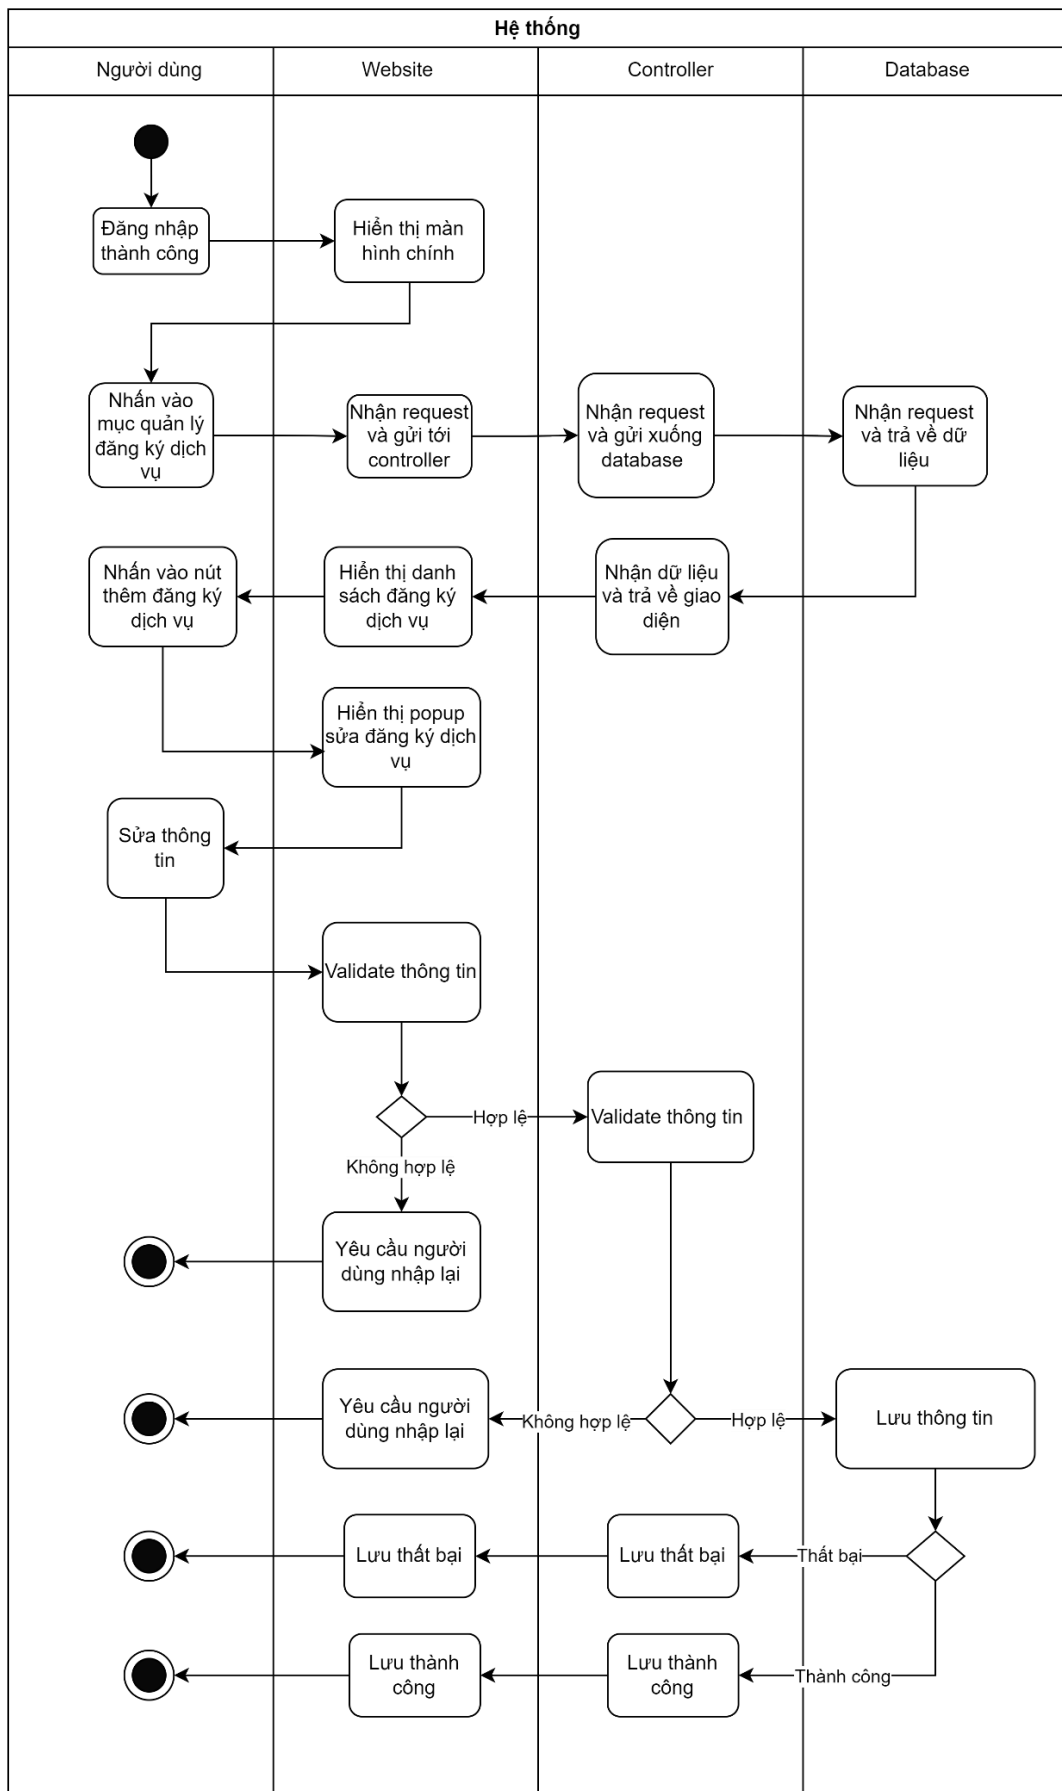 Hệ thống
Người dùng
Website
Controller
Database
Đăng nhập
thành công
Hiển thị màn
hình chính
Nhấn vào
mục quản lý
đăng ký dịch
vụ
Nhận request
và gửi tới
controller
Nhận request
và gửi xuống
database
Nhận request
và trả về dữ
liệu
Nhấn vào nút
thêm đăng ký
dịch vụ
Hiển thị danh
sách đăng ký
dịch vụ
Nhận dữ liệu
và trả về giao
diện
Hiển thị popup
sửa đăng ký dịch
vụ
Sửa thông
tin
Validate thông tin
Hợp lệ
Validate thông tin
Không hợp lệ
Yêu cầu người
dùng nhập lại
Yêu cầu người
dùng nhập lại
Không hợp lệ
Hợp lệ
Lưu thông tin
Lưu thất bại
Lưu thất bại
Thất bại
Lưu thành
công
Lưu thành
công
Thành công